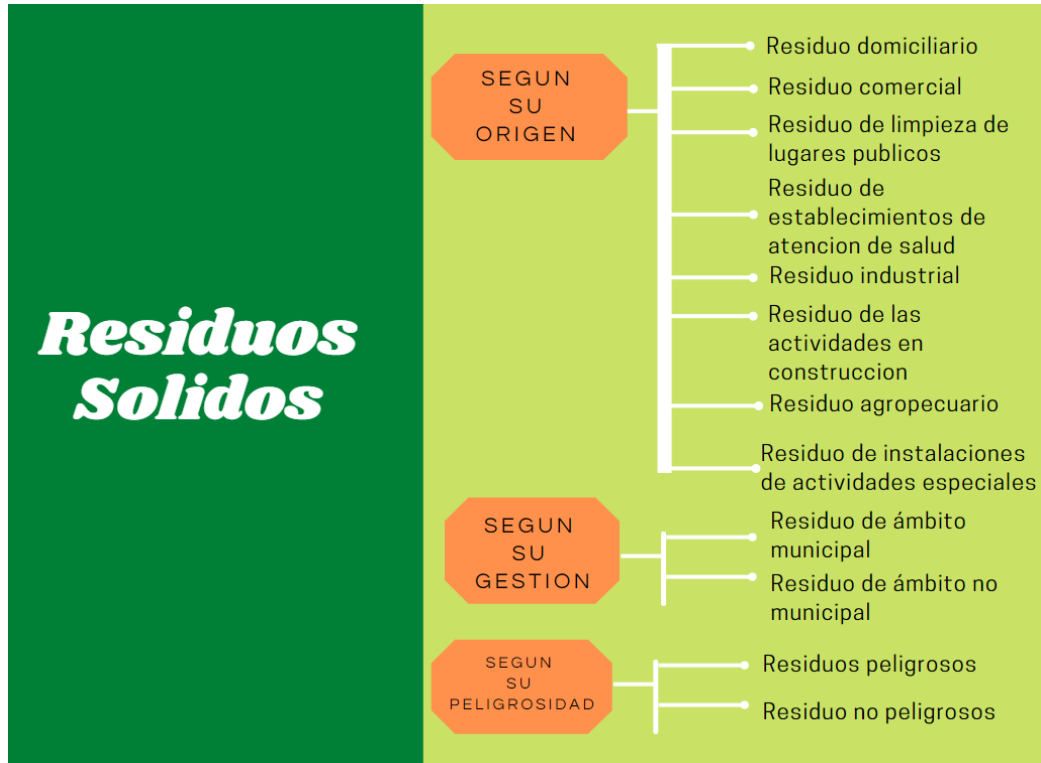 Residuos
Solidos
SEGUN
SU
ORIGEN
Residuo domiciliario
Residuo comercial
Residuo de limpieza de
lugares publicos
Residuo de
establecimientos de
atencion de salud
Residuo industrial
Residuo de las
actividades en
construccion
Residuo agropecuario
Residuo de instalaciones
de actividades especiales
SEGUN
SU
GESTION
Residuo de ámbito
municipal
Residuo de ámbito no
municipal
SEGUN
SU
PELIGROSIDAD
Residuos peligrosos
Residuo no peligrosos